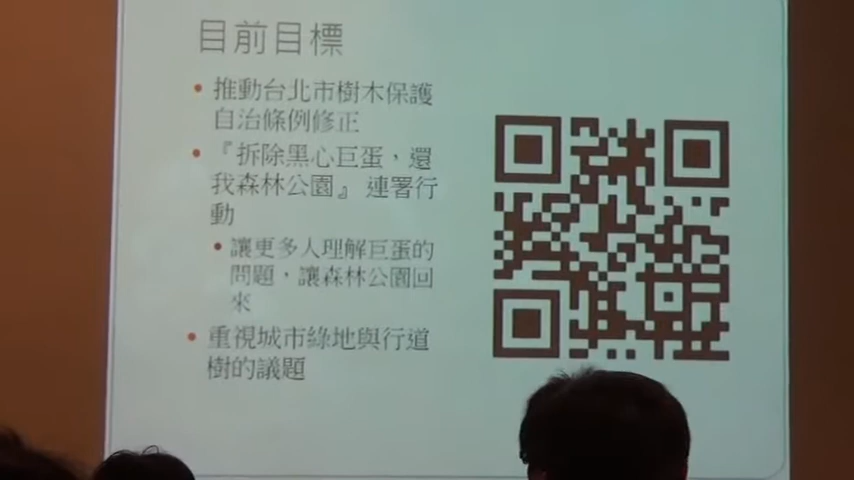 目前目標
• 推動台北市樹木保護
自治條例修正
• 『拆除黑心巨蛋，還
我森林公園』連署行
動
• 讓更多人理解巨蛋的
問題，讓森林公園回
來
• 重視城市綠地與行道
樹的議題